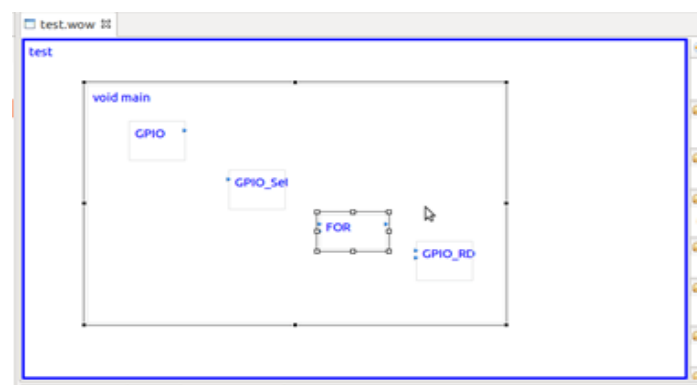 test.wow
test
void main
GPIO
GPIO_Sel
FOR
GPIO_RD